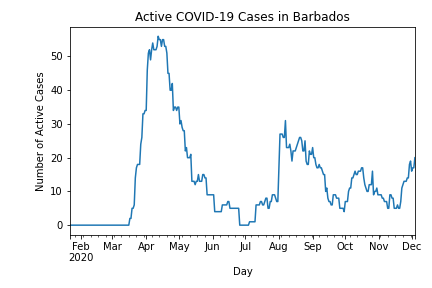 Active COVID-19 Cases in Barbados
Number of Active Cases
50
40
30
20
10
0
Feb Mar Apr May Jun Jul Aug Sep Oct Nov Dec
2020
Day